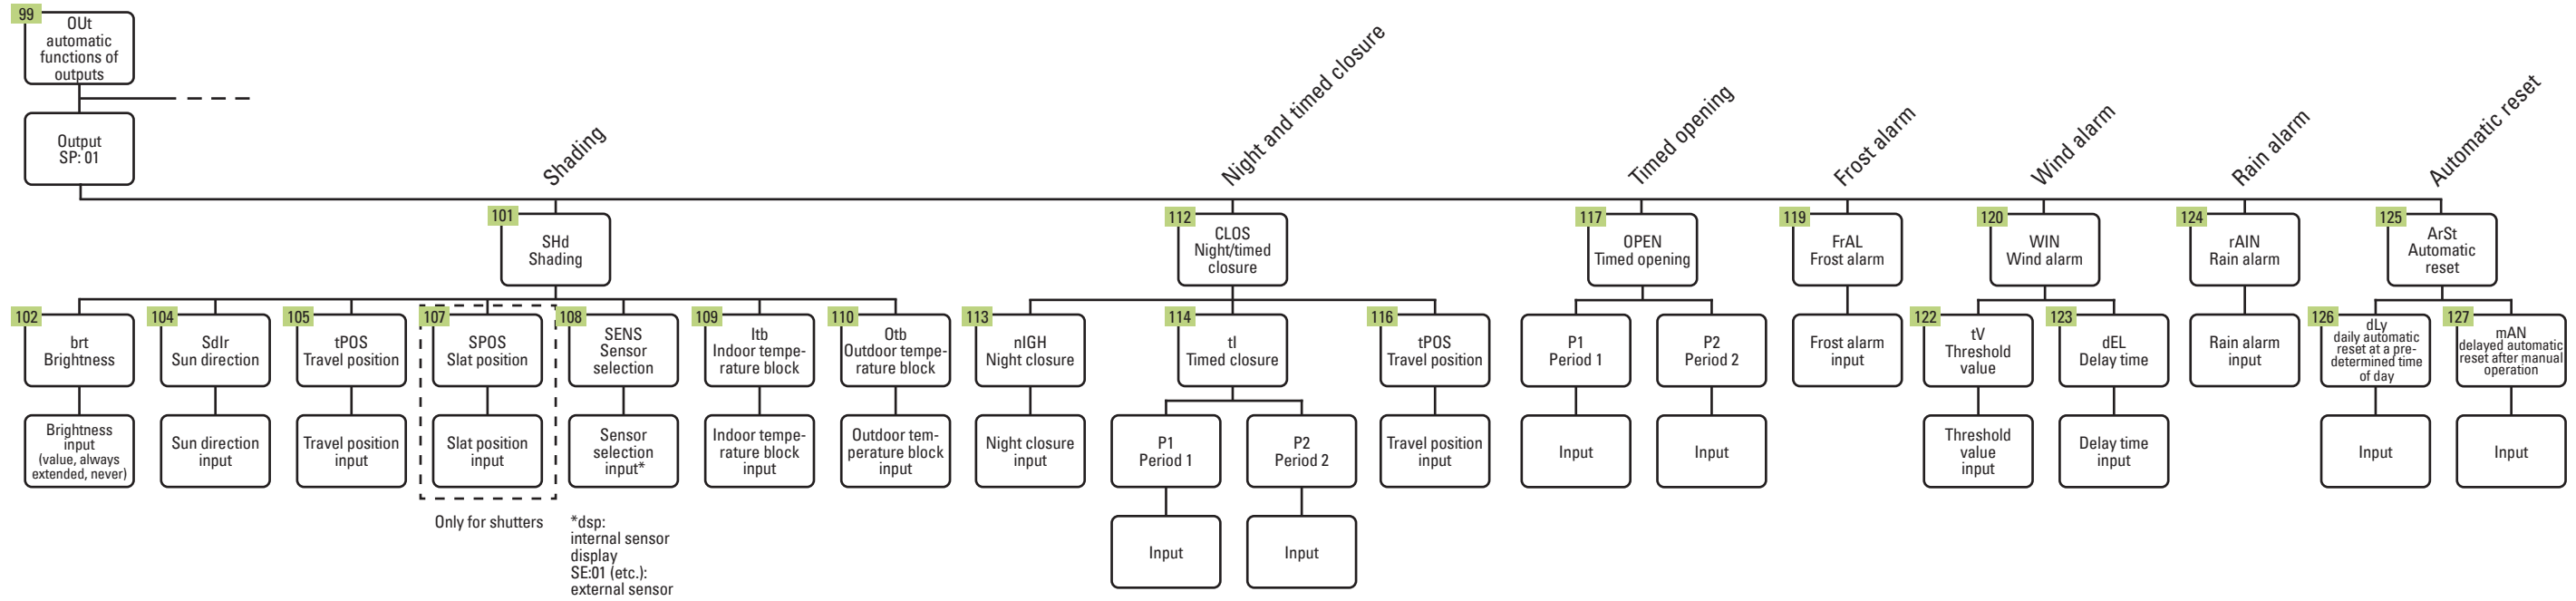 99
OUt
automatic
functions of
outputs
Output
SP: 01
Shading
Night and timed closure
Timed opening
Frost alarm
Wind alarm
Rain alarm
Automatic reset
101
SHd
Shading
112
CLOS
Night/timed
closure
117
OPEN
Timed opening
119
FrAL
Frost alarm
120
WIN
Wind alarm
124
rAIN
Rain alarm
125
ArSt
Automatic
reset
102
brt
Brightness
104
SdIr
Sun direction
105
tPOS
Travel position
107
SPOS
Slat position
108
SENS
Sensor
selection
109
Itb
Indoor tempe-
rature block
110
Otb
Outdoor tempe-
rature block
113
nIGH
Night closure
114
tI
Timed closure
116
tPOS
Travel position
P1
Period 1
P2
Period 2
Frost alarm
input
122
tV
Threshold
value
123
dEL
Delay time
Rain alarm
input
126
dLy
daily automatic
reset at a pre-
determined time
of day
127
mAN
delayed automatic
reset after manual
operation
Brightness
input
(value, always
extended, never)
Sun direction
input
Travel position
input
Slat position
input
Sensor
selection
input*
Indoor tempe-
rature block
input
Outdoor tem-
perature block
input
Night closure
input
P1
Period 1
P2
Period 2
Travel position
input
Input
Input
Threshold
value
input
Delay time
input
Input
Input
Only for shutters
*dsp:
internal sensor
display
SE:01 (etc.):
external sensor
Input
Input